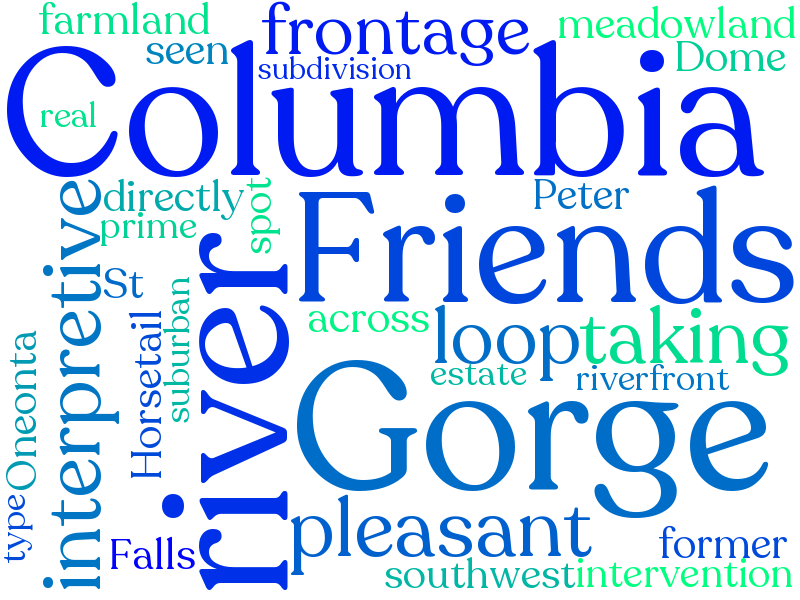 farmland
frontage
meadowland
seen
subdivision
Dome
Columbia
real
directly
spot
Peter
prime
Friends
interpretive
St
river
suburban
across
loop
taking
Horsetail
Oneonta
estate
riverfront
Gorge
type
Falls
pleasant
former
southwest
intervention